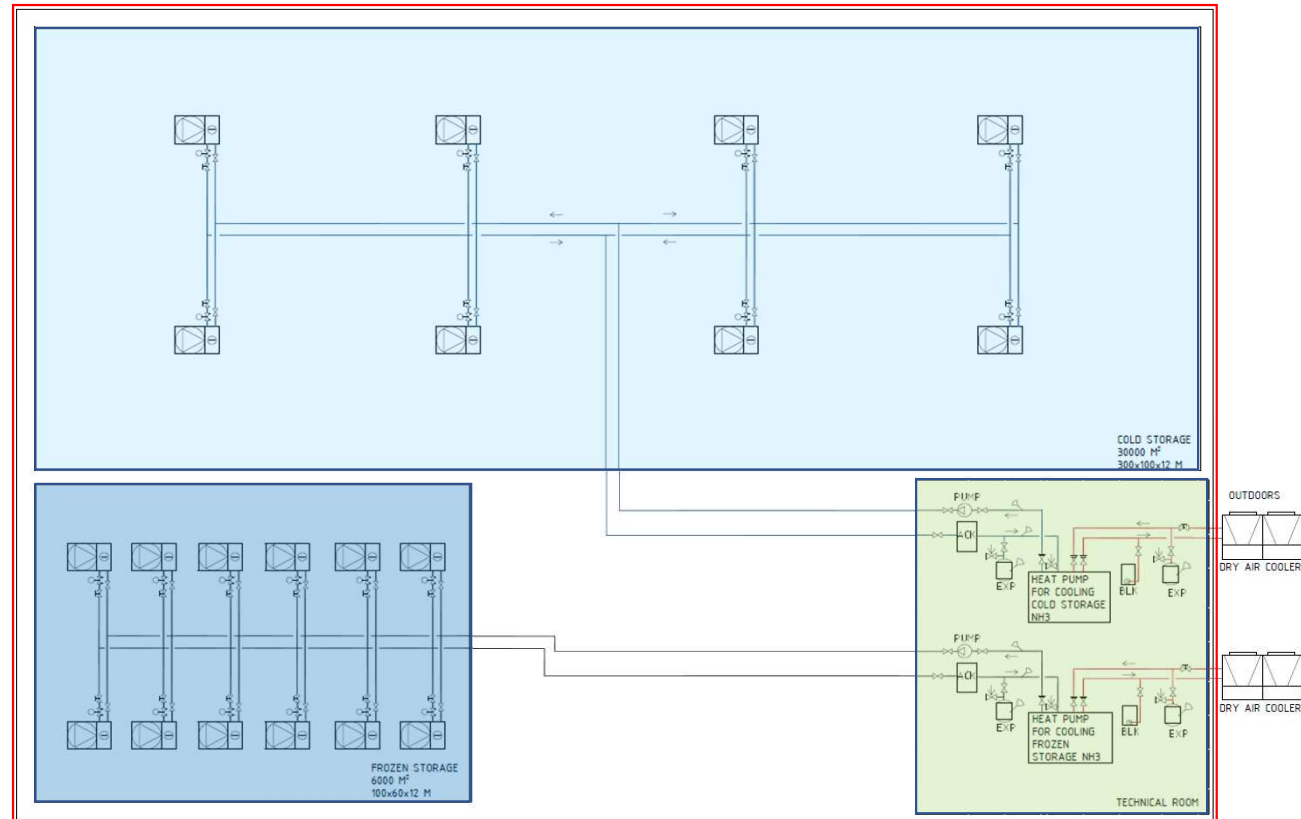 COLD STORAGE
30000 M²
300x100x12 M
OUTDOORS
DRY AIR COOLER
PUMP
ACK
EXP
HEAT PUMP
FOR COOLING
COLD STORAGE
NH3
BLK
EXP
PUMP
ACK
EXP
HEAT PUMP
FOR COOLING
FROZEN
STORAGE NH3
BLK
EXP
DRY AIR COOLER
FROZEN STORAGE
6000 M²
100x60x12 M
TECHNICAL ROOM